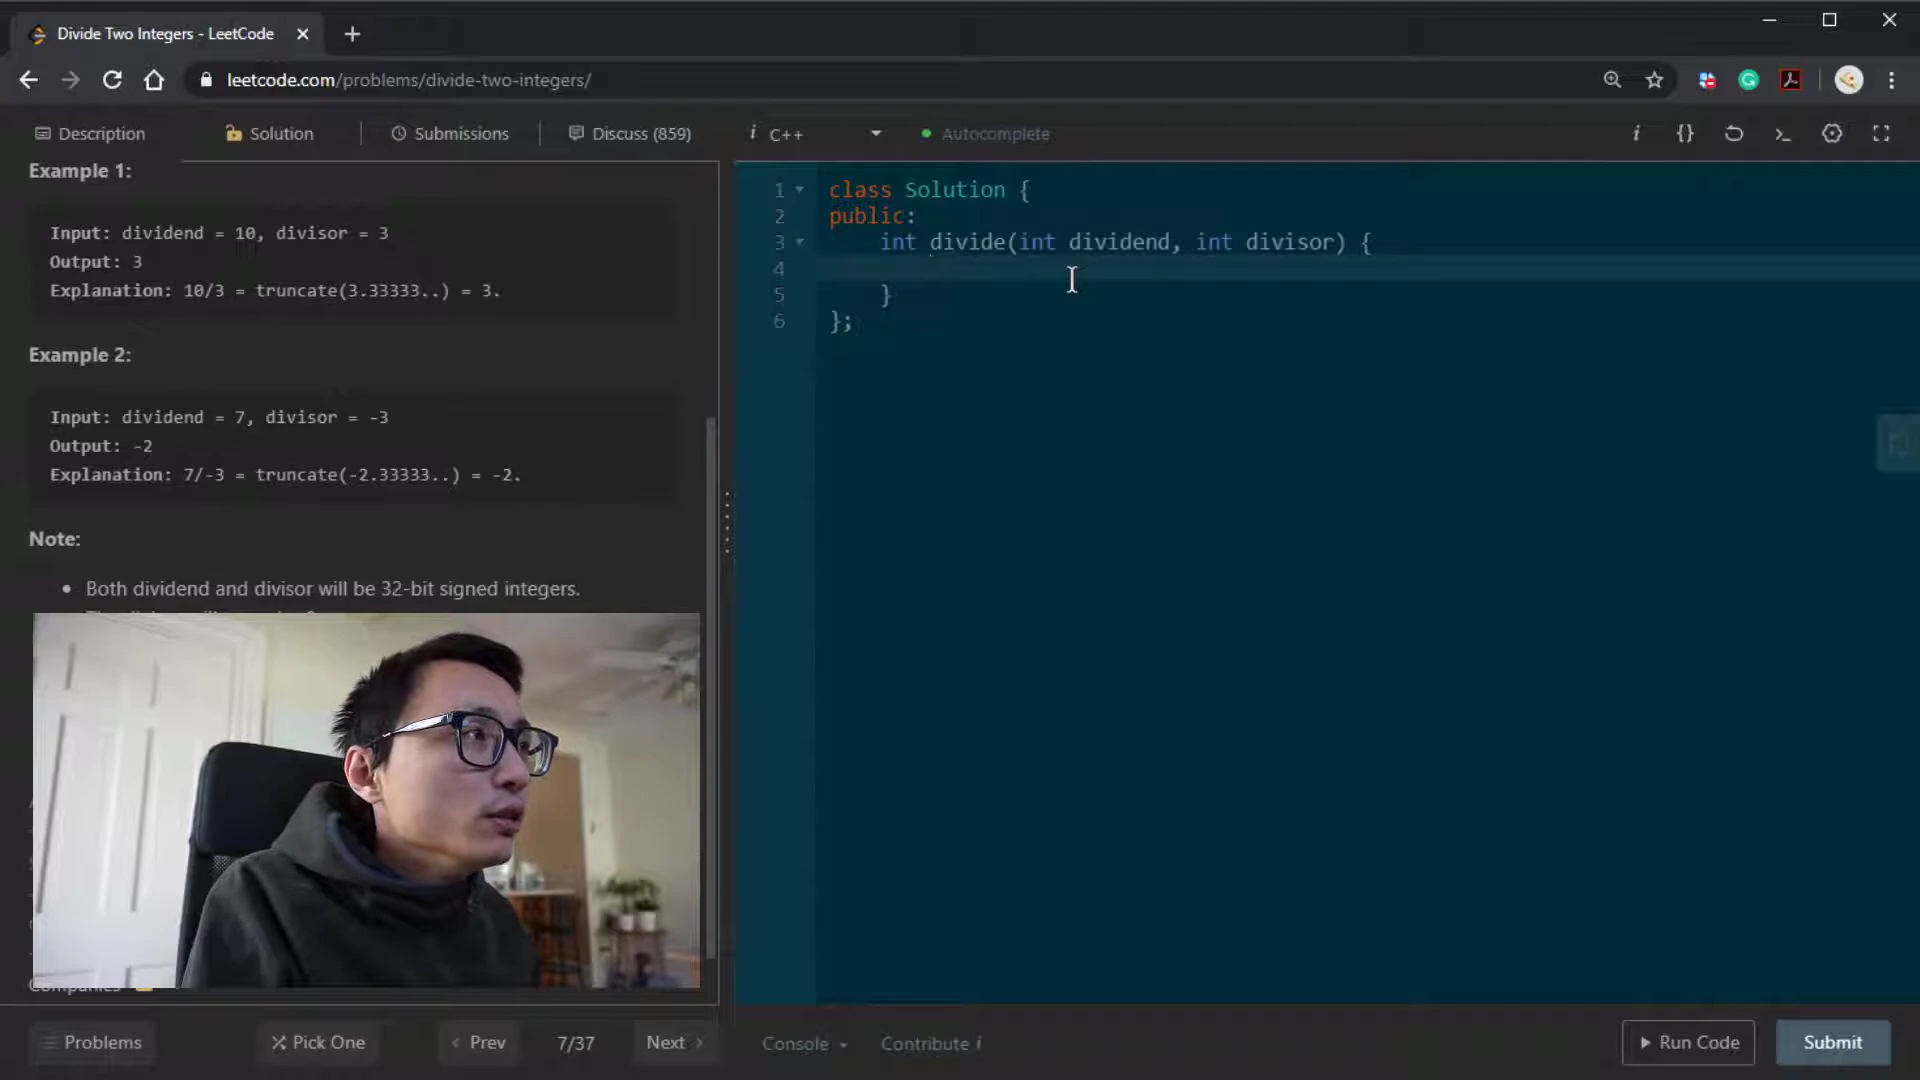 Divide Two Integers - LeetCode
leetcode.com/problems/divide-two-integers/
Description
Solution
Submissions
Discuss (859)
i C++
Autocomplete
Example 1:
Input: dividend = 10, divisor = 3
Output: 3
Explanation: 10/3 = truncate(3.33333..) = 3.
Example 2:
Input: dividend = 7, divisor = -3
Output: -2
Explanation: 7/-3 = truncate(-2.33333..) = -2.
Note:
• Both dividend and divisor will be 32-bit signed integers.
1 class Solution {
2 public:
3 int divide(int dividend, int divisor) {
4
5 }
6 };
Problems
Pick One
< Prev
7/37
Next >
Console
Contribute i
Run Code
Submit